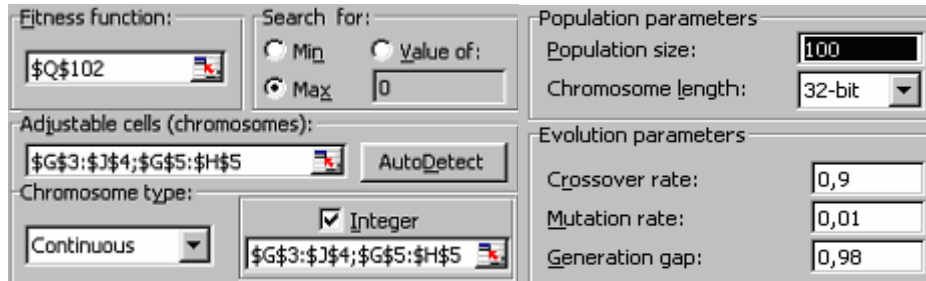 Fitness function:
$Q$102
Search for:
Min
Value of:
Max
0
Adjustable cells (chromosomes):
$G$3:$J$4;$G$5:$H$5
AutoDetect
Chromosome type:
Continuous
Integer
$G$3:$J$4;$G$5:$H$5
Population parameters
Population size:
100
Chromosome length:
32-bit
Evolution parameters
Crossover rate:
0,9
Mutation rate:
0,01
Generation gap:
0,98